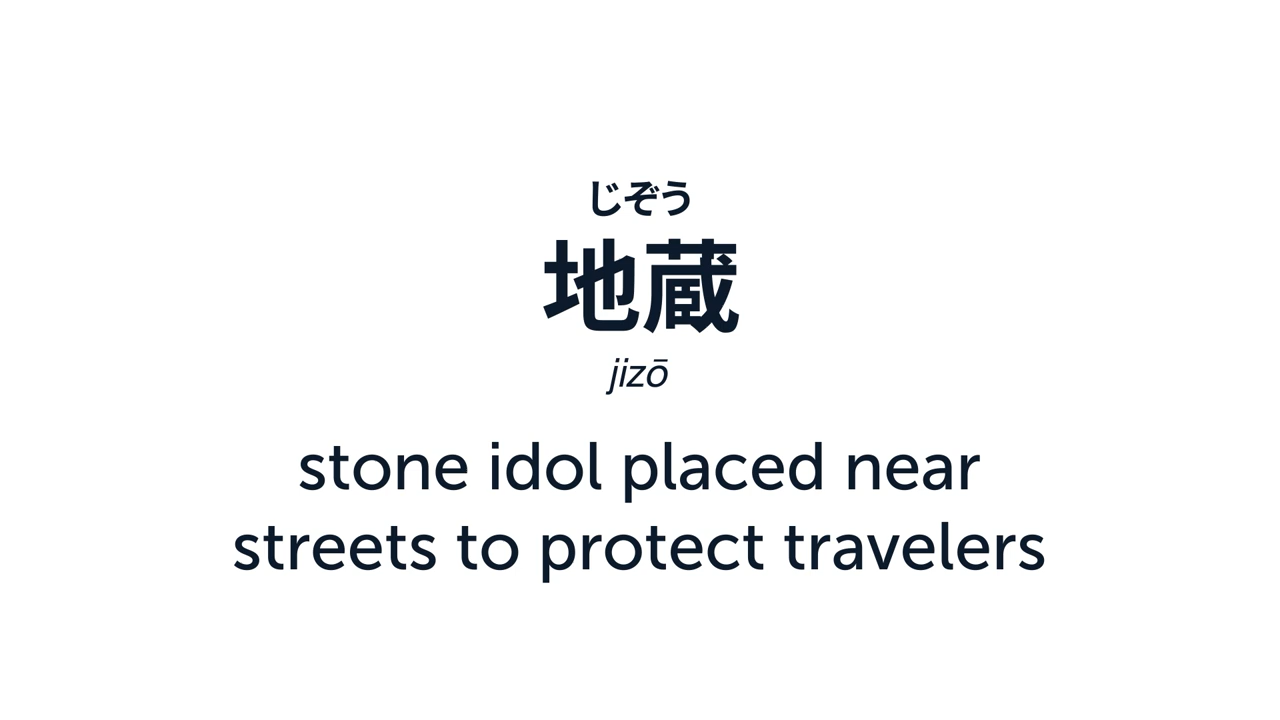 じぞう
地蔵
jizō
stone idol placed near
streets to protect travelers